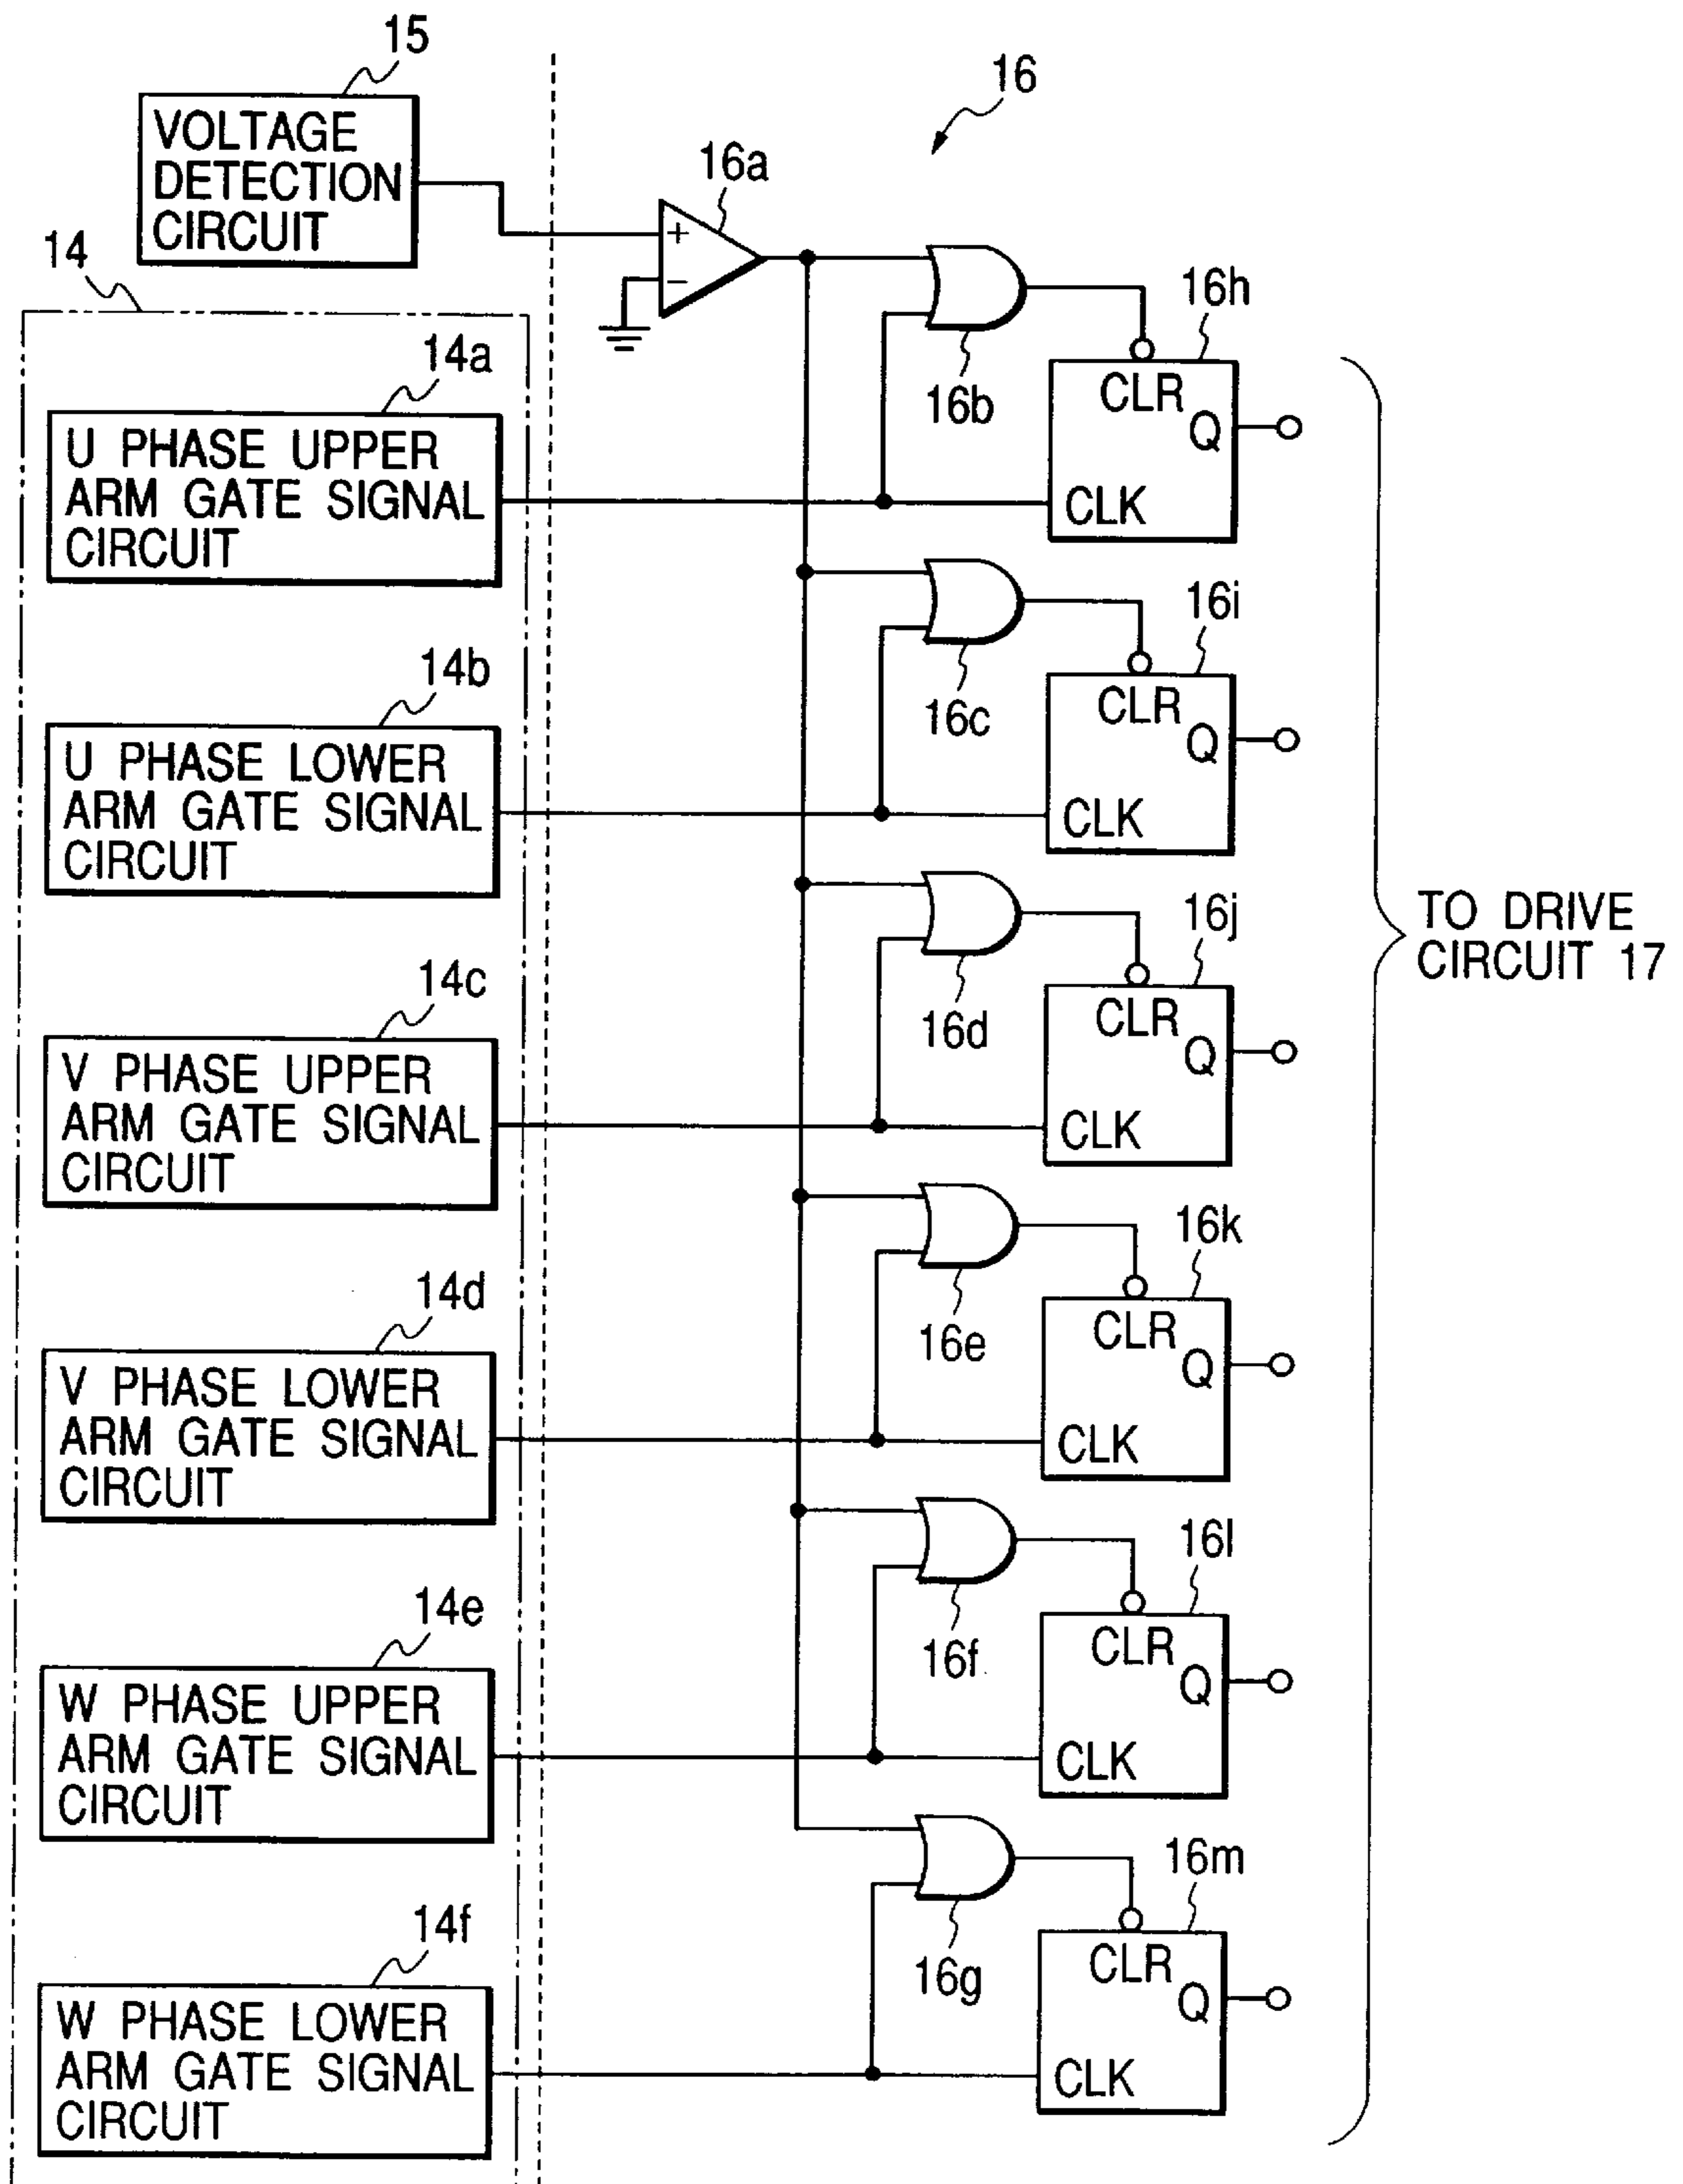 15
VOLTAGE
DETECTION
CIRCUIT
16
16a
+
−
14
16b
16h
CLR
Q
CLK
14a
U PHASE UPPER
ARM GATE SIGNAL
CIRCUIT
16c
16i
CLR
Q
CLK
14b
U PHASE LOWER
ARM GATE SIGNAL
CIRCUIT
16d
16j
CLR
Q
CLK
TO DRIVE
CIRCUIT 17
14c
V PHASE UPPER
ARM GATE SIGNAL
CIRCUIT
16e
16k
CLR
Q
CLK
14d
V PHASE LOWER
ARM GATE SIGNAL
CIRCUIT
16f
16l
CLR
Q
CLK
14e
W PHASE UPPER
ARM GATE SIGNAL
CIRCUIT
16g
16m
CLR
Q
CLK
14f
W PHASE LOWER
ARM GATE SIGNAL
CIRCUIT